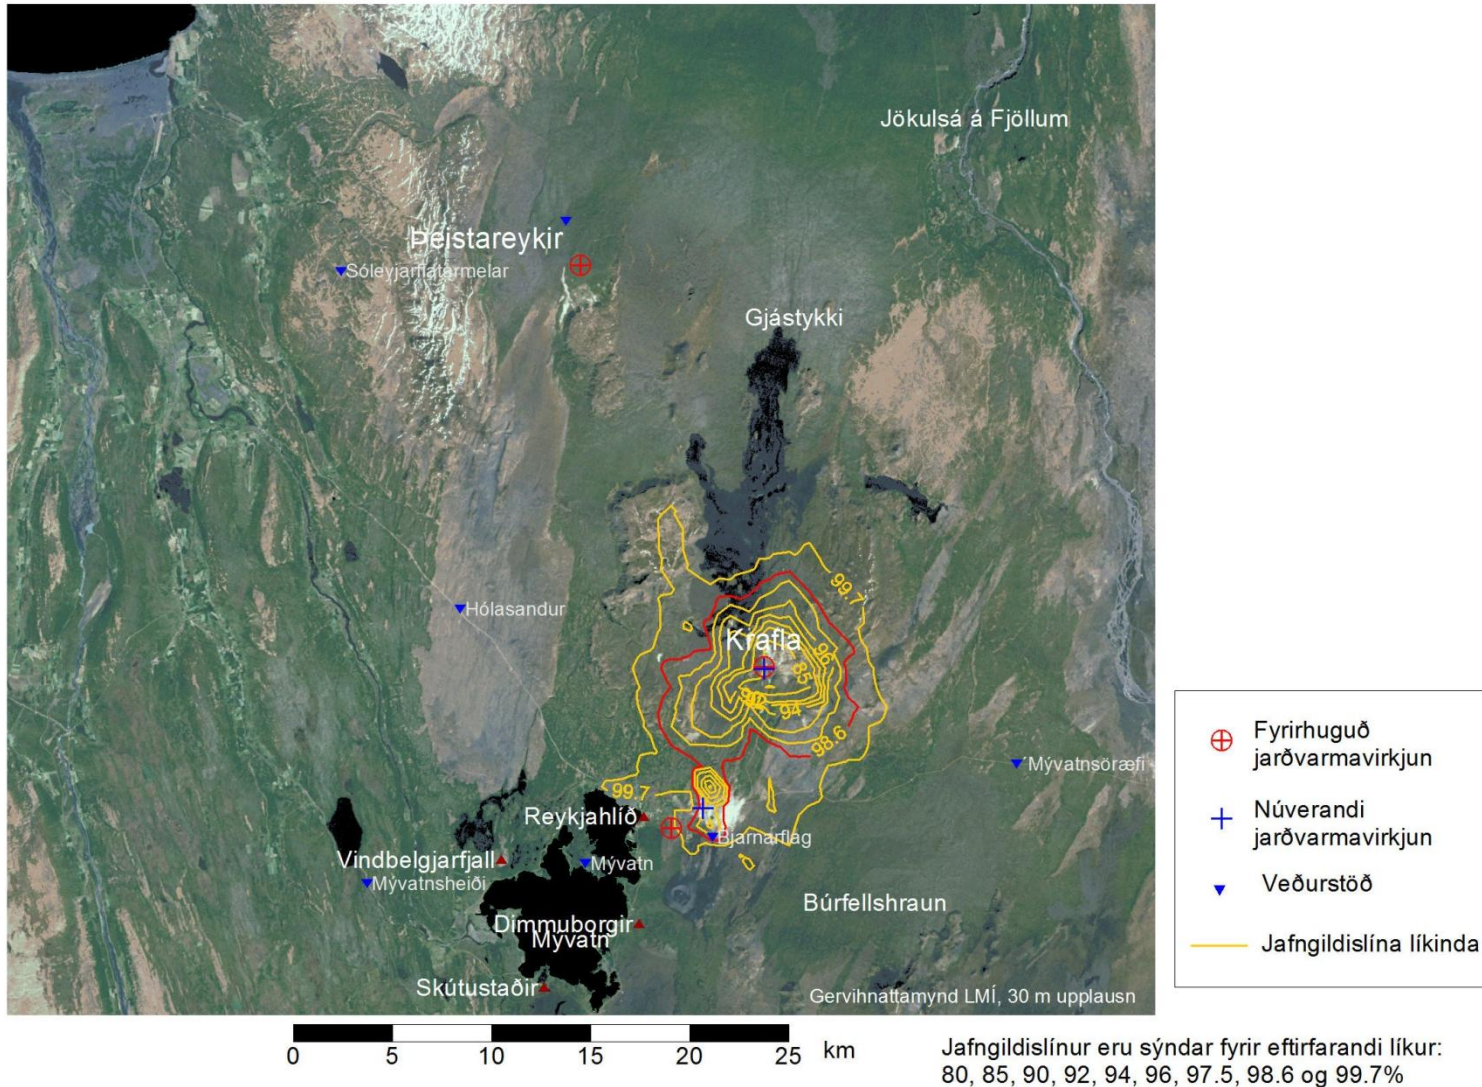 Jökulsá á Fjöllum
Þeistareykir
Sóleyjarflatarmelar
Gjástykki
99.7
Hólasandur
Krafla
96
85
94
98.6
´Mývatnsöræfi
99.7
Reykjahlíð
Bjarnarflag
Vindbelgjarfjall
Mývatn
Mývatnsheiði
Búrfellshraun
Dimmuborgir
Mývatn
Skútustaðir
Gervihnattamynd LMÍ, 30 m upplausn
Fyrirhuguð
jarðvarmavirkjun
Núverandi
jarðvarmavirkjun
Veðurstöð
Jafngildislína líkinda
0 5 10 15 20 25 km
Jafngildislínur eru sýndar fyrir eftirfarandi líkur:
80, 85, 90, 92, 94, 96, 97.5, 98.6 og 99.7%